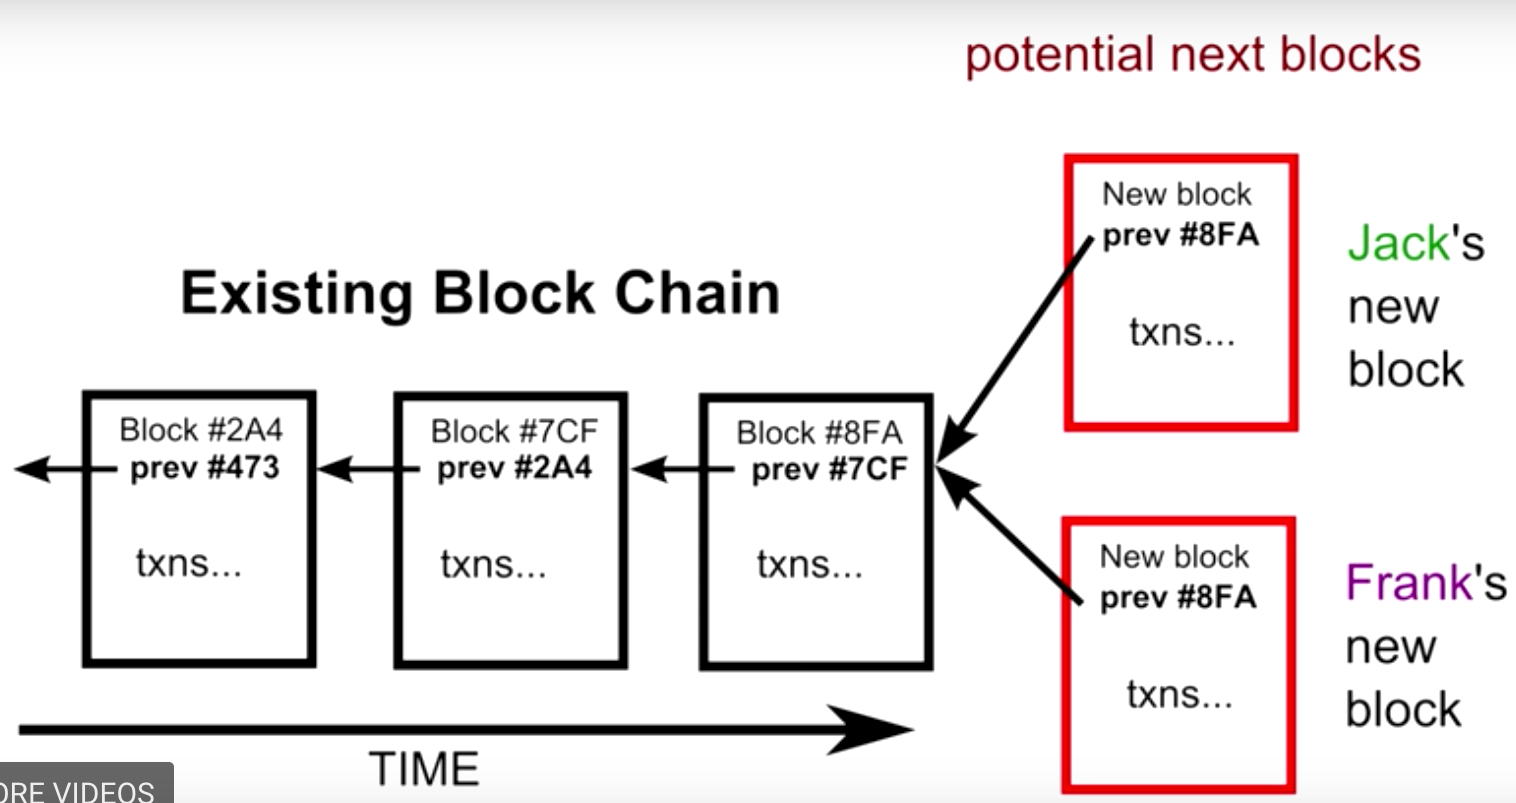 potential next blocks
New block
prev #8FA
txns...
Jack's
new
block
Existing Block Chain
Block #2A4
prev #473
txns...
Block #7CF
prev #2A4
txns...
Block #8FA
prev #7CF
txns...
New block
prev #8FA
txns...
Frank's
new
block
TIME
ORE VIDEOS